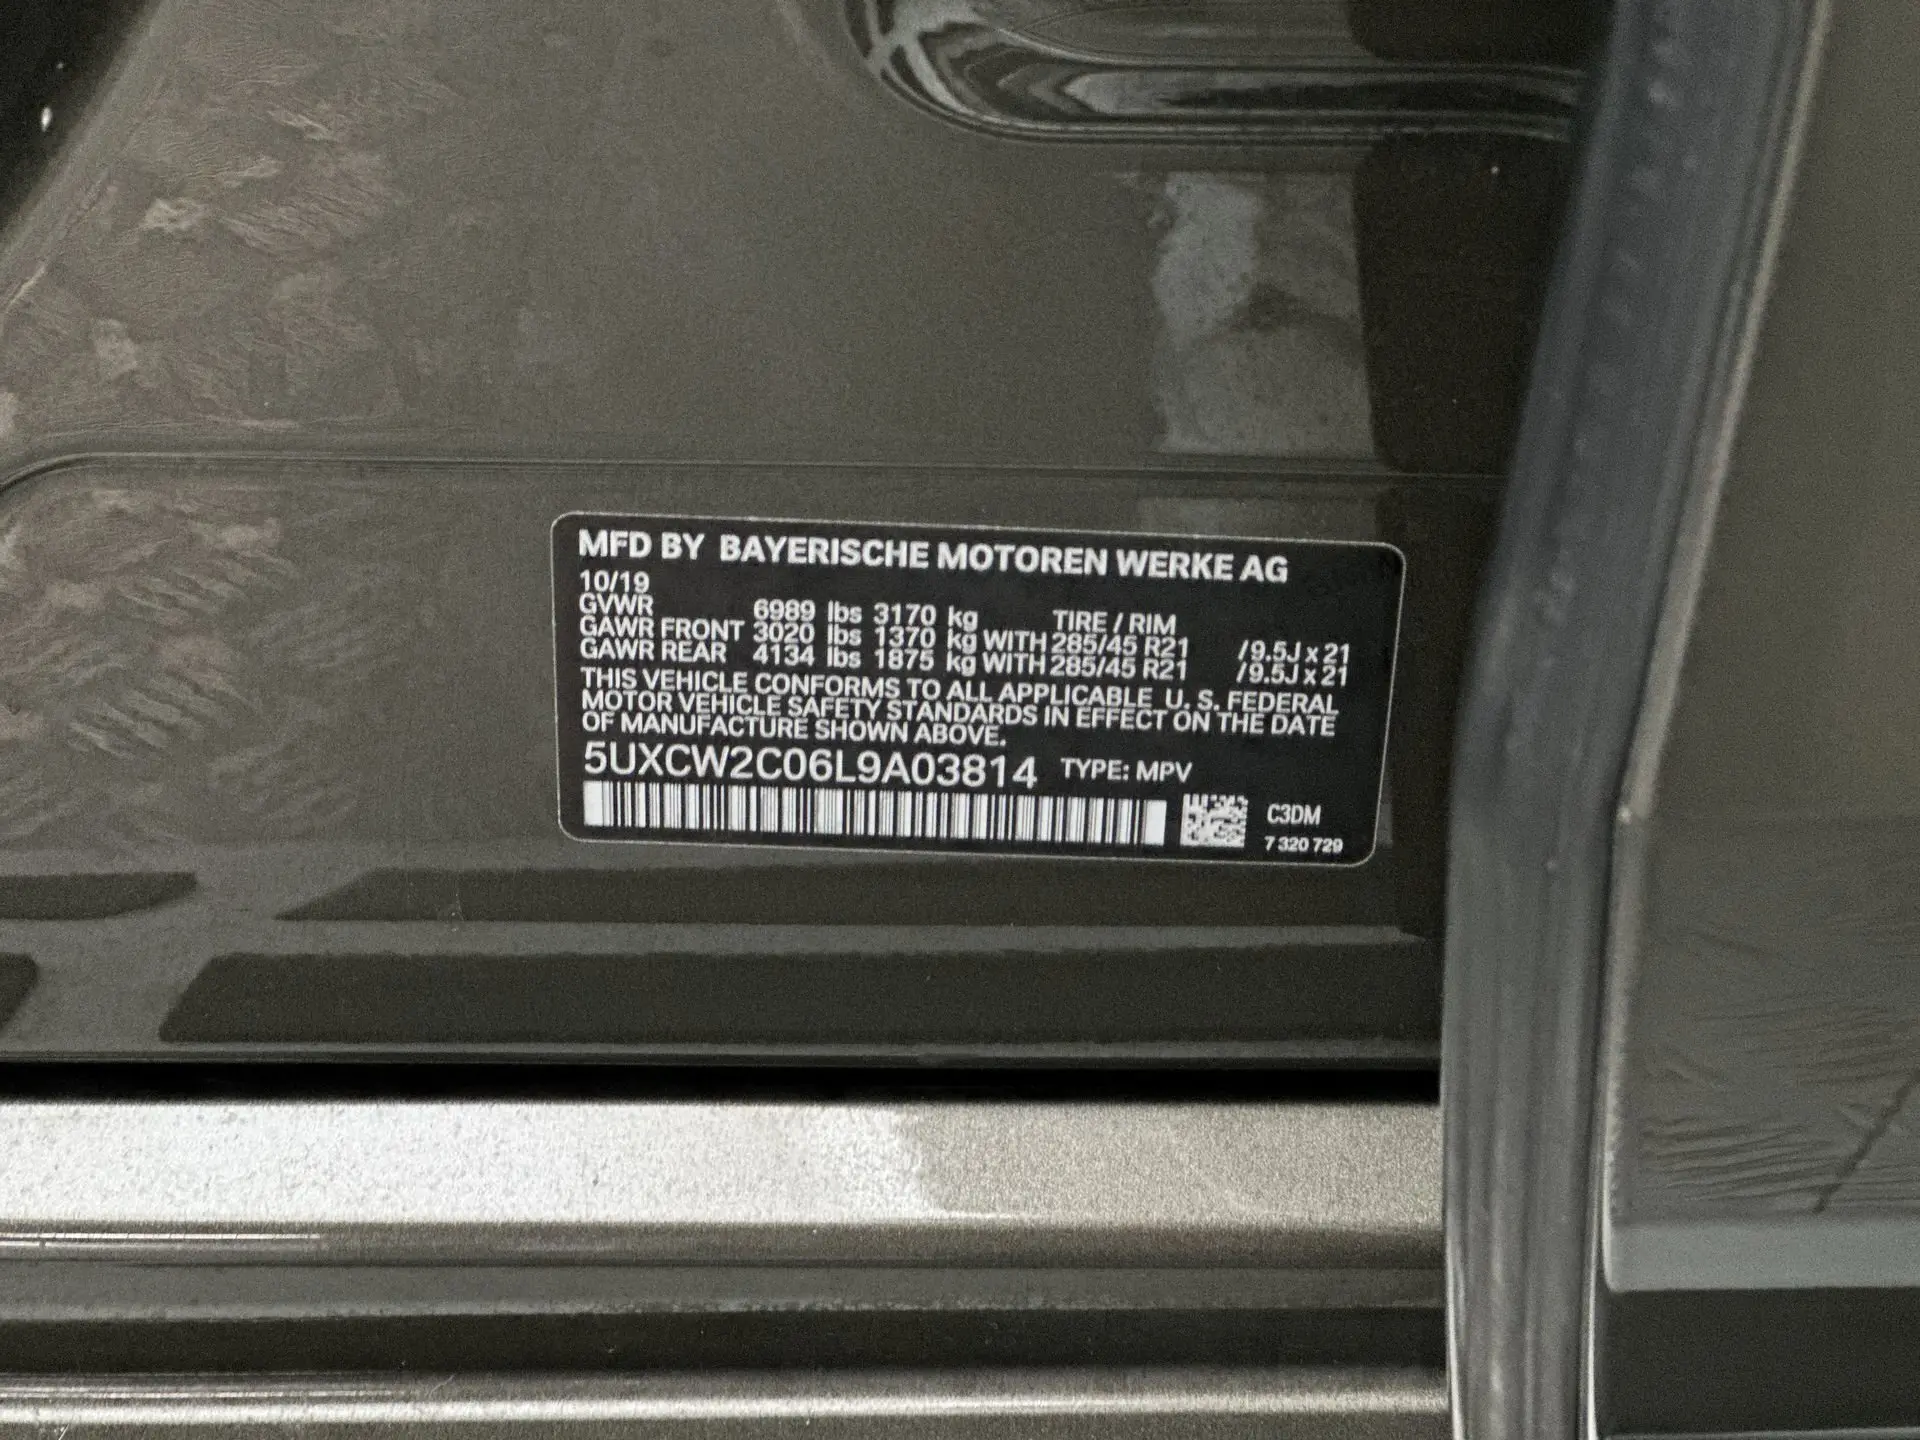 MFD BY BAYERISCHE MOTOREN WERKE AG
10/19
GVWR 6989 lbs 3170 kg TIRE / RIM
GAWR FRONT 3020 lbs 1370 kg WITH 285/45 R21 /9.5J x 21
GAWR REAR 4134 lbs 1875 kg WITH 285/45 R21 /9.5J x 21
THIS VEHICLE CONFORMS TO ALL APPLICABLE U. S. FEDERAL
MOTOR VEHICLE SAFETY STANDARDS IN EFFECT ON THE DATE
OF MANUFACTURE SHOWN ABOVE.
5UXCW2C06L9A03814 TYPE: MPV
C3DM
7 320 729